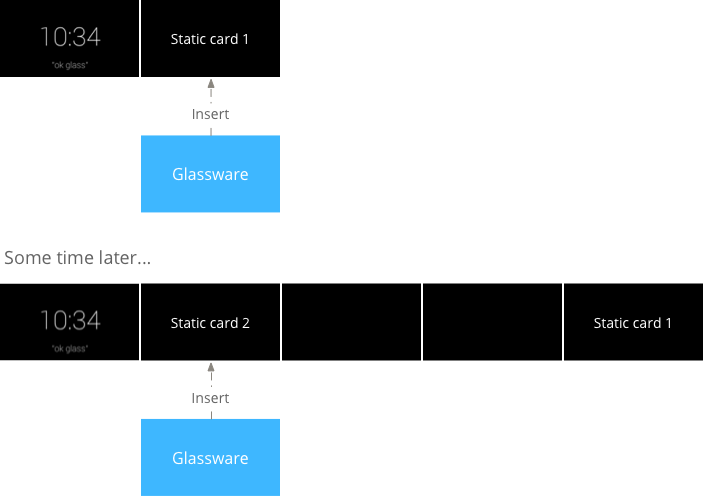 10:34
Static card 1
"ok glass"
Insert
Glassware
Some time later...
10:34
Static card 2
Static card 1
"ok glass"
Insert
Glassware